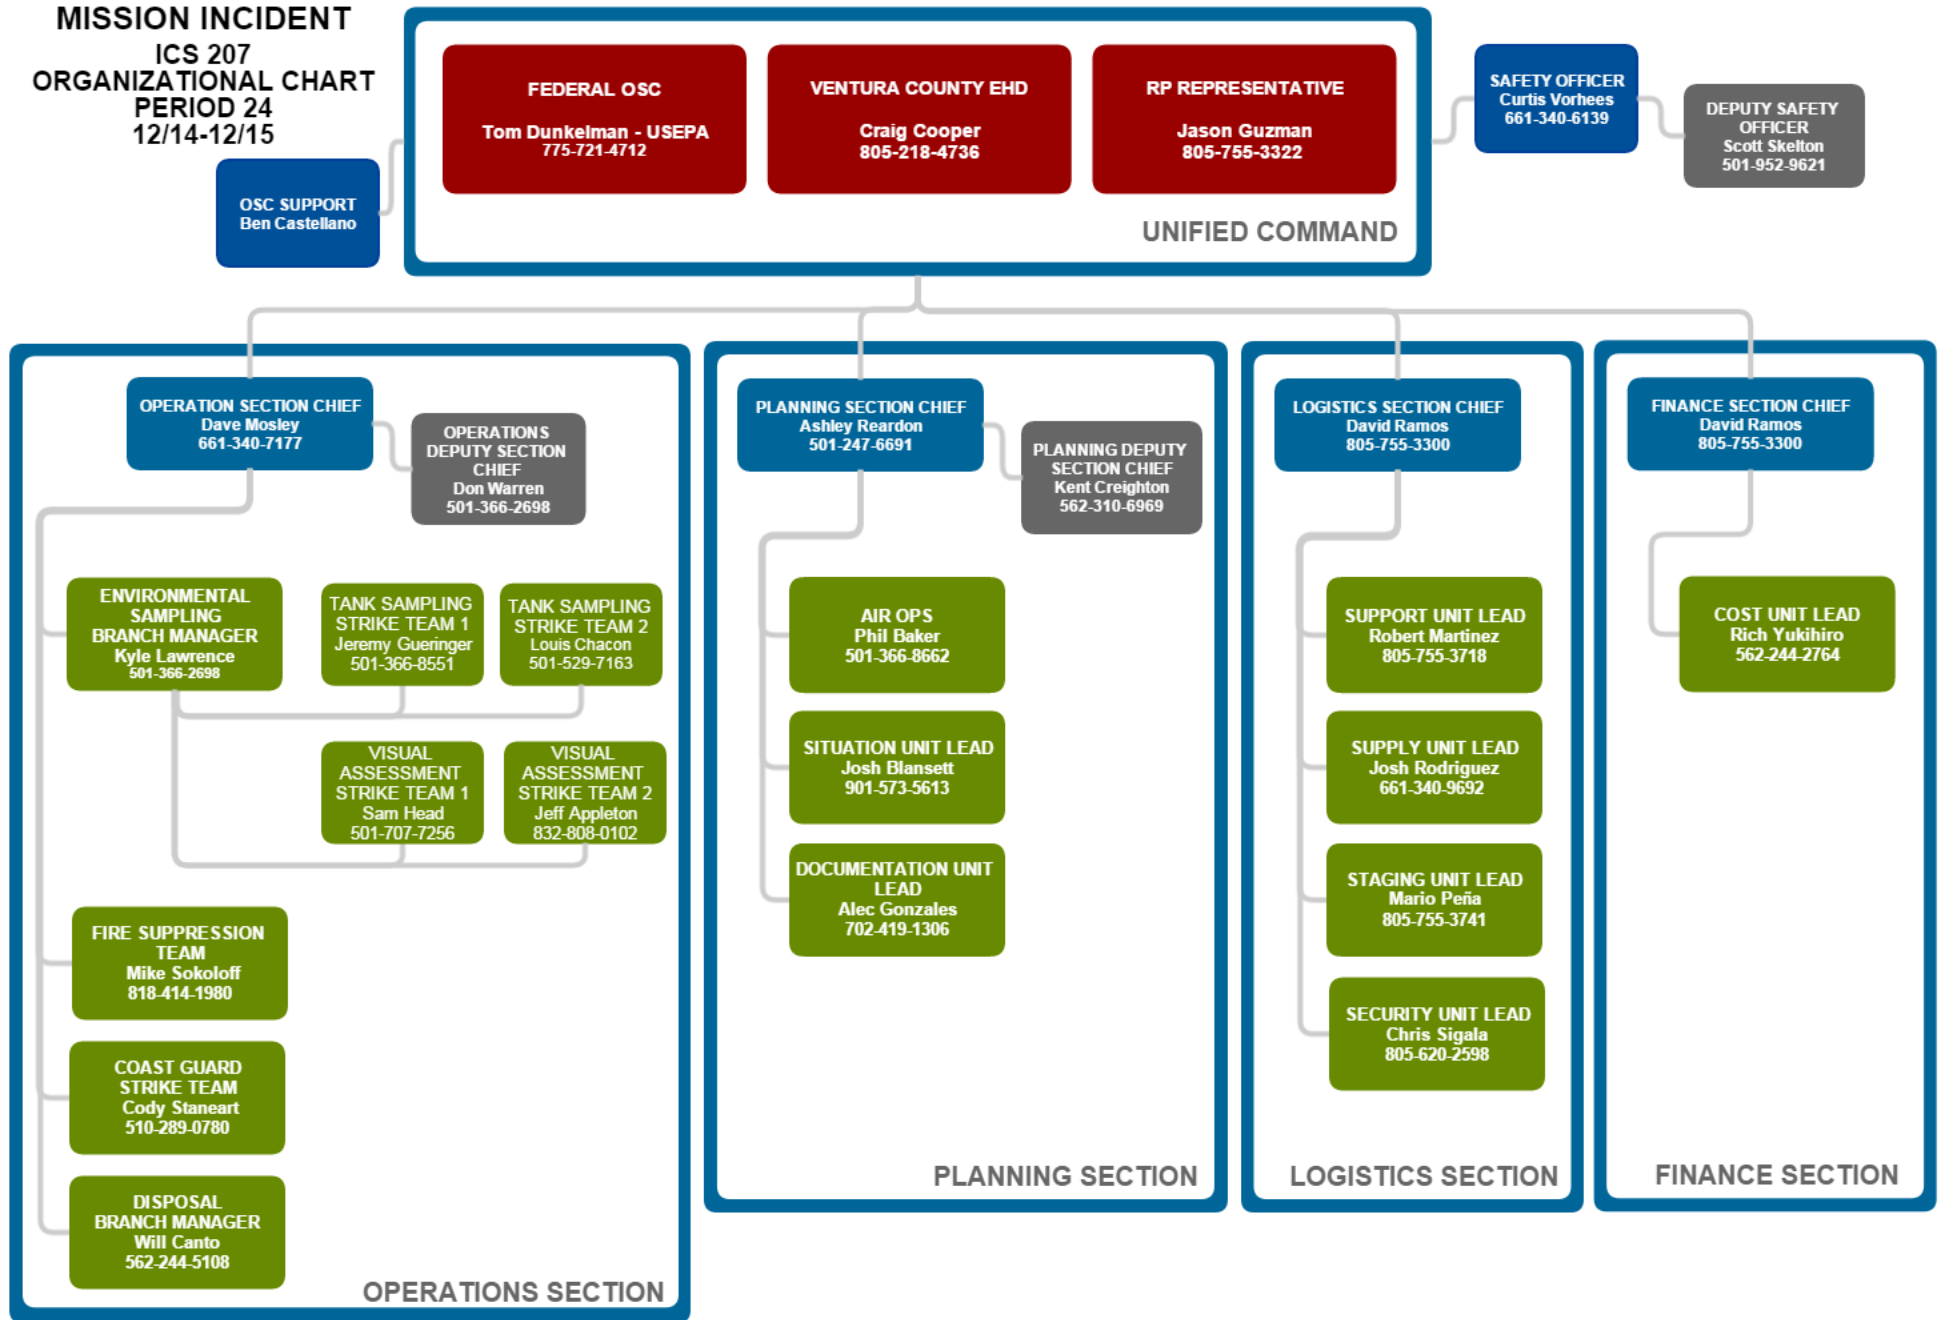 MISSION INCIDENT
ICS 207
ORGANIZATIONAL CHART
PERIOD 24
12/14-12/15
OSC SUPPORT
Ben Castellano
FEDERAL OSC
Tom Dunkelman - USEPA
775-721-4712
VENTURA COUNTY EHD
Craig Cooper
805-218-4736
RP REPRESENTATIVE
Jason Guzman
805-755-3322
UNIFIED COMMAND
SAFETY OFFICER
Curtis Vorhees
661-340-6139
DEPUTY SAFETY
OFFICER
Scott Skelton
501-952-9621
OPERATION SECTION CHIEF
Dave Mosley
661-340-7177
OPERATIONS
DEPUTY SECTION
CHIEF
Don Warren
501-366-2698
ENVIRONMENTAL
SAMPLING
BRANCH MANAGER
Kyle Lawrence
501-366-2698
TANK SAMPLING
STRIKE TEAM 1
Jeremy Gueringer
501-366-8551
TANK SAMPLING
STRIKE TEAM 2
Louis Chacon
501-529-7163
VISUAL
ASSESSMENT
STRIKE TEAM 1
Sam Head
501-707-7256
VISUAL
ASSESSMENT
STRIKE TEAM 2
Jeff Appleton
832-808-0102
FIRE SUPPRESSION
TEAM
Mike Sokoloff
818-414-1980
COAST GUARD
STRIKE TEAM
Cody Staneart
510-289-0780
DISPOSAL
BRANCH MANAGER
Will Canto
562-244-5108
OPERATIONS SECTION
PLANNING SECTION CHIEF
Ashley Reardon
501-247-6691
PLANNING DEPUTY
SECTION CHIEF
Kent Creighton
562-310-6969
AIR OPS
Phil Baker
501-366-8662
SITUATION UNIT LEAD
Josh Blansett
901-573-5613
DOCUMENTATION UNIT
LEAD
Alec Gonzales
702-419-1306
PLANNING SECTION
LOGISTICS SECTION CHIEF
David Ramos
805-755-3300
SUPPORT UNIT LEAD
Robert Martinez
805-755-3718
SUPPLY UNIT LEAD
Josh Rodriguez
661-340-9692
STAGING UNIT LEAD
Mario Peña
805-755-3741
SECURITY UNIT LEAD
Chris Sigala
805-620-2598
LOGISTICS SECTION
FINANCE SECTION CHIEF
David Ramos
805-755-3300
COST UNIT LEAD
Rich Yukihiro
562-244-2764
FINANCE SECTION